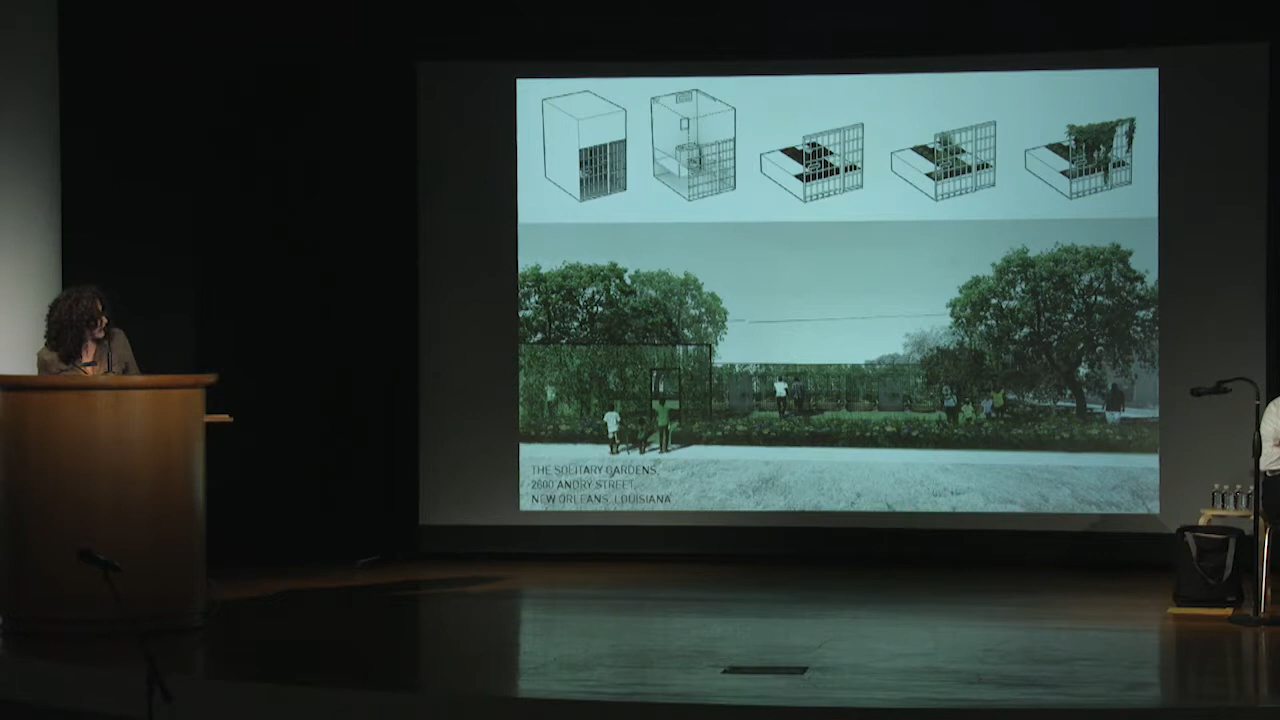 THE SOLITARY GARDENS,
2600 ANDRY STREET,
NEW ORLEANS, LOUISIANA